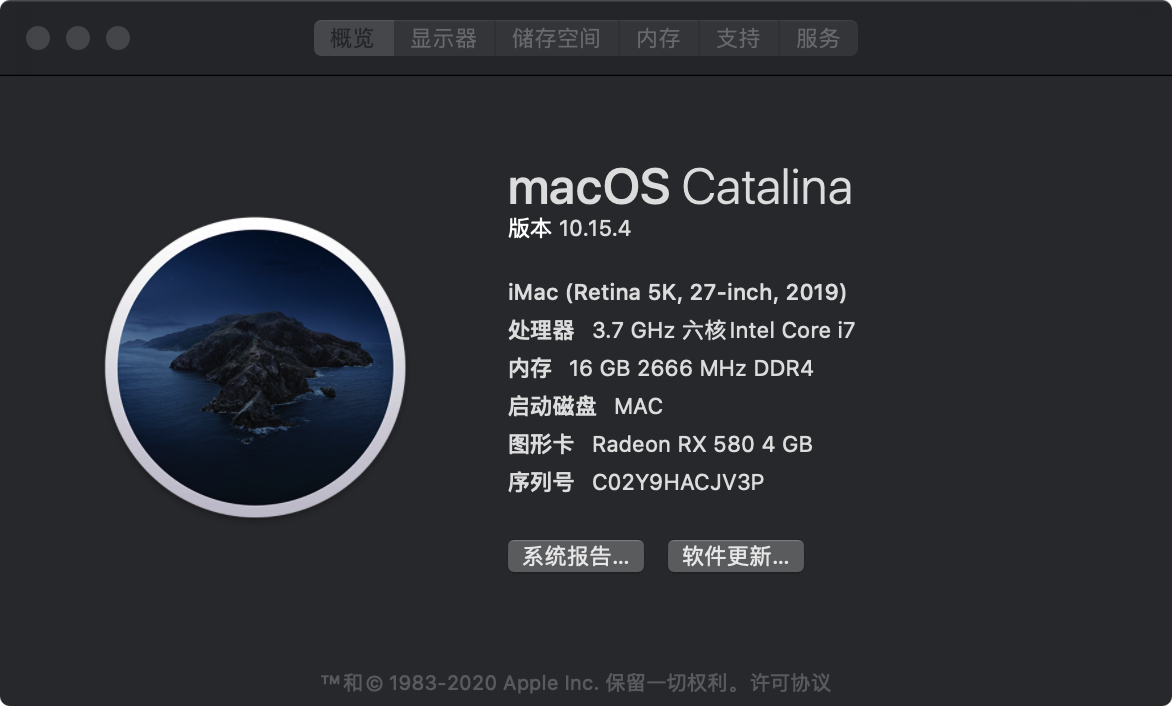 概览 显示器 储存空间 内存 支持 服务
macOS Catalina
版本 10.15.4
iMac (Retina 5K, 27-inch, 2019)
处理器 3.7 GHz 六核Intel Core i7
内存 16 GB 2666 MHz DDR4
启动磁盘 MAC
图形卡 Radeon RX 580 4 GB
序列号 C02Y9HACJV3P
系统报告... 软件更新...
™和© 1983-2020 Apple Inc. 保留一切权利。许可协议